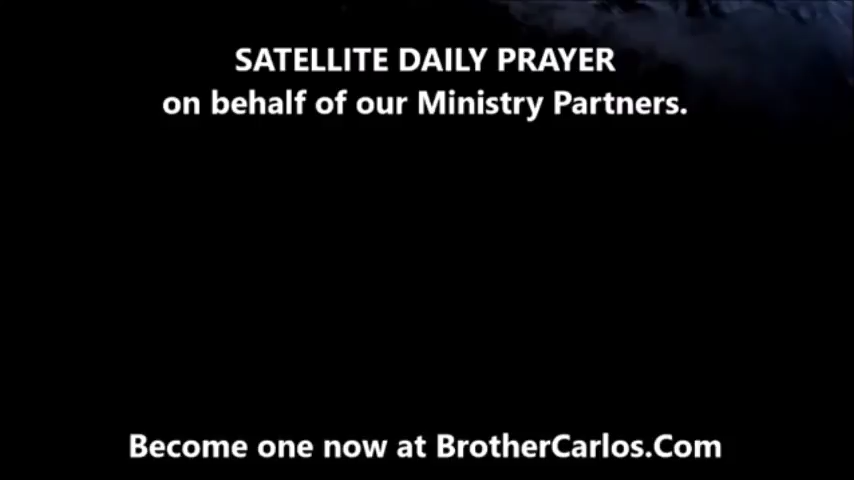 SATELLITE DAILY PRAYER
on behalf of our Ministry Partners.
Become one now at BrotherCarlos.Com